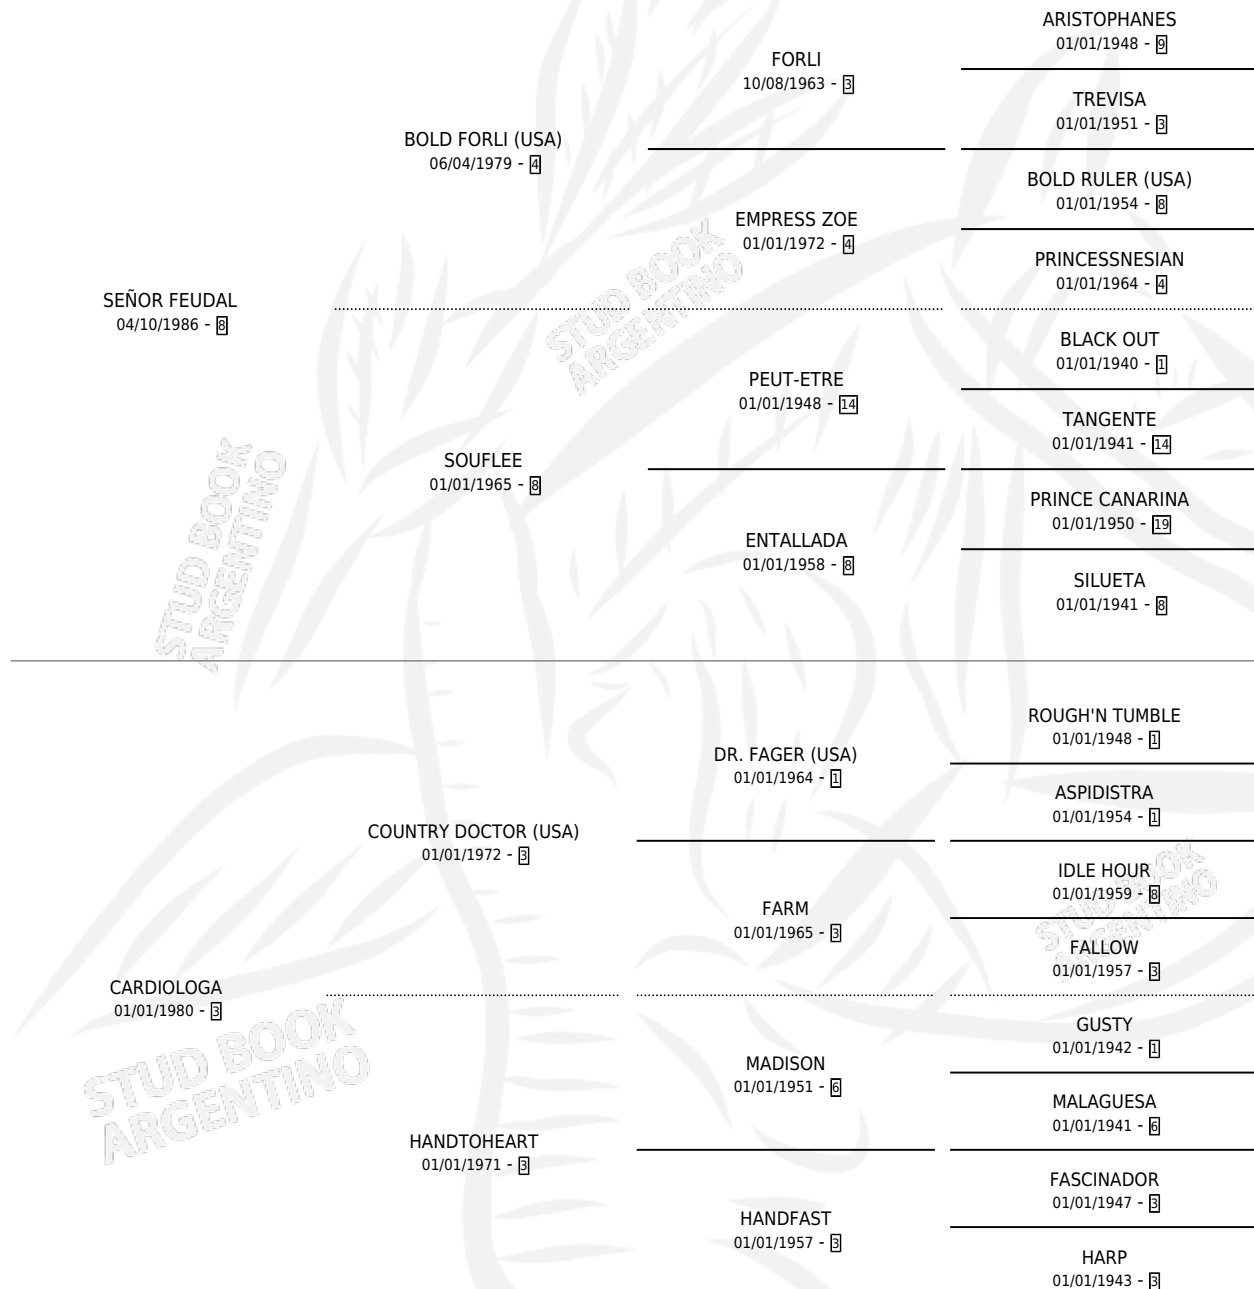 ARISTOPHANES
01/01/1948 - 9
FORLI
10/08/1963 - 3
TREVISA
01/01/1951 - 3
BOLD FORLI (USA)
06/04/1979 - 4
BOLD RULER (USA)
01/01/1954 - 8
EMPRESS ZOE
01/01/1972 - 4
PRINCESSNESIAN
01/01/1964 - 4
SEÑOR FEUDAL
04/10/1986 - 8
STUD BOOK
ARGENTINO
BLACK OUT
01/01/1940 - 1
PEUT-ETRE
01/01/1948 - 14
TANGENTE
01/01/1941 - 14
SOUFLEE
01/01/1965 - 8
PRINCE CANARINA
01/01/1950 - 19
ENTALLADA
01/01/1958 - 8
SILUETA
01/01/1941 - 8
STUD BOOK
ARGENTINO
ROUGH'N TUMBLE
01/01/1948 - 1
DR. FAGER (USA)
01/01/1964 - 1
ASPIDISTRA
01/01/1954 - 1
COUNTRY DOCTOR (USA)
01/01/1972 - 3
IDLE HOUR
01/01/1959 - 8
FARM
01/01/1965 - 3
FALLOW
01/01/1957 - 3
STUD BOOK
ARGENTINO
CARDIOLOGA
01/01/1980 - 3
GUSTY
01/01/1942 - 1
MADISON
01/01/1951 - 6
MALAGUESA
01/01/1941 - 6
STUD BOOK
ARGENTINO
HANDTOHEART
01/01/1971 - 3
FASCINADOR
01/01/1947 - 3
HANDFAST
01/01/1957 - 3
HARP
01/01/1943 - 3